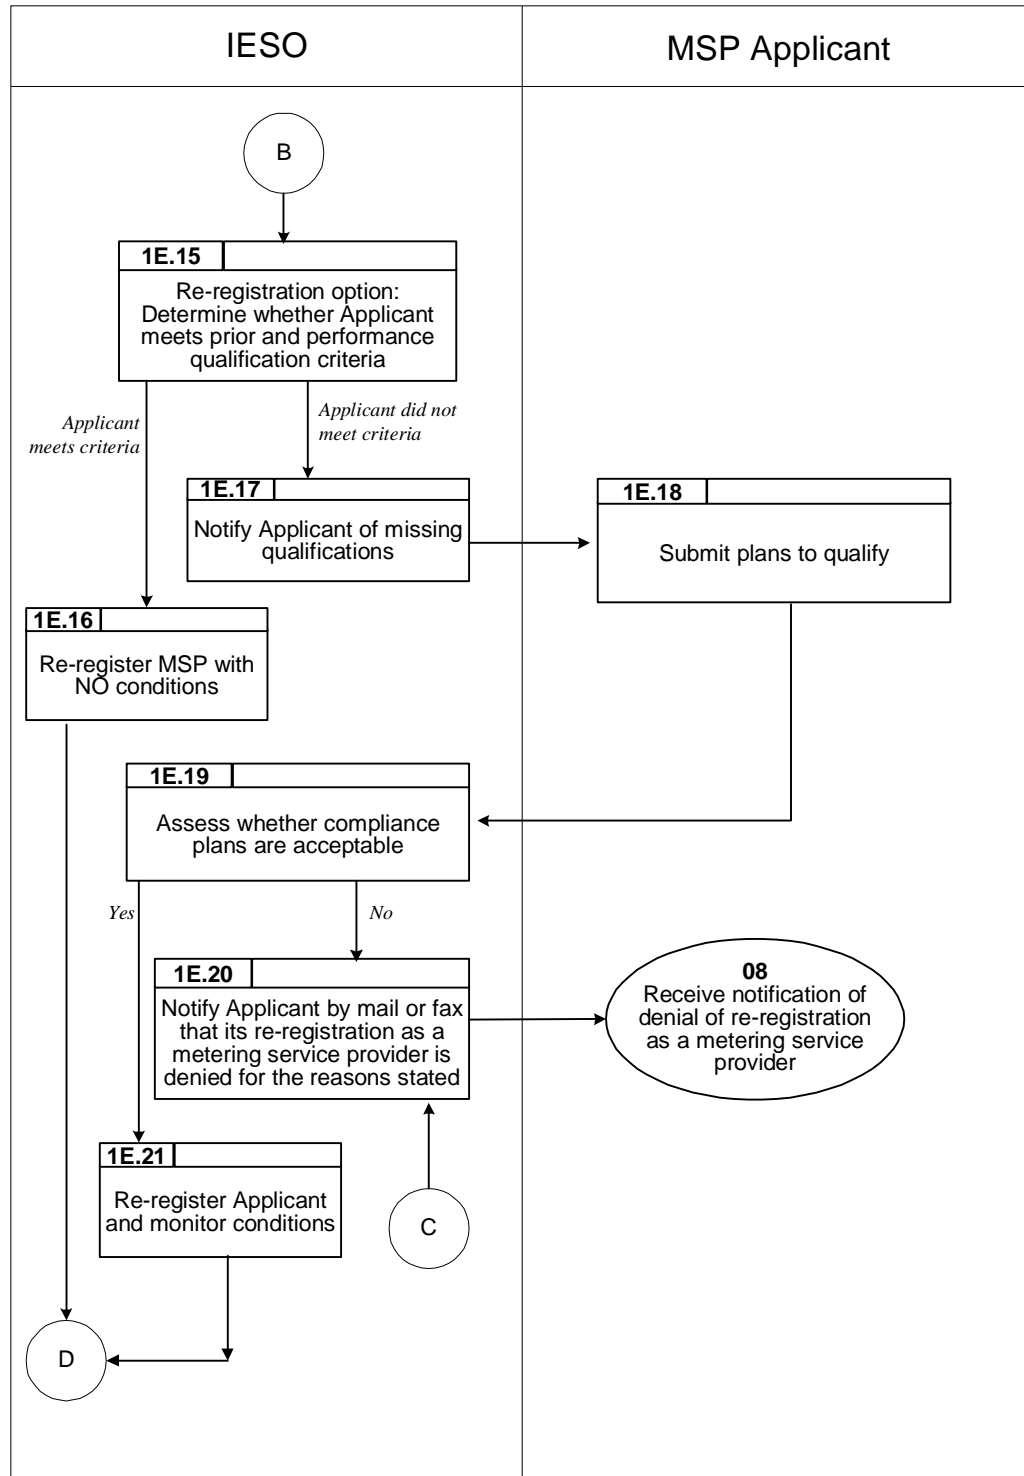 IESO
MSP Applicant
B
1E.15
Re-registration option:
Determine whether Applicant
meets prior and performance
qualification criteria
Applicant
meets criteria
Applicant did not
meet criteria
1E.17
Notify Applicant of missing
qualifications
1E.18
Submit plans to qualify
1E.16
Re-register MSP with
NO conditions
1E.19
Assess whether compliance
plans are acceptable
Yes
No
1E.20
Notify Applicant by mail or fax
that its re-registration as a
metering service provider is
denied for the reasons stated
08
Receive notification of
denial of re-registration
as a metering service
provider
1E.21
Re-register Applicant
and monitor conditions
C
D